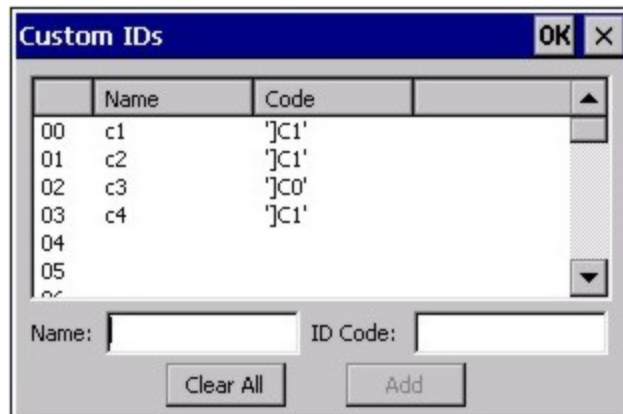 Custom IDs OK ×
Name Code
00 c1 ']C1'
01 c2 ']C1'
02 c3 ']C0'
03 c4 ']C1'
04
05
Name: ID Code:
Clear All Add